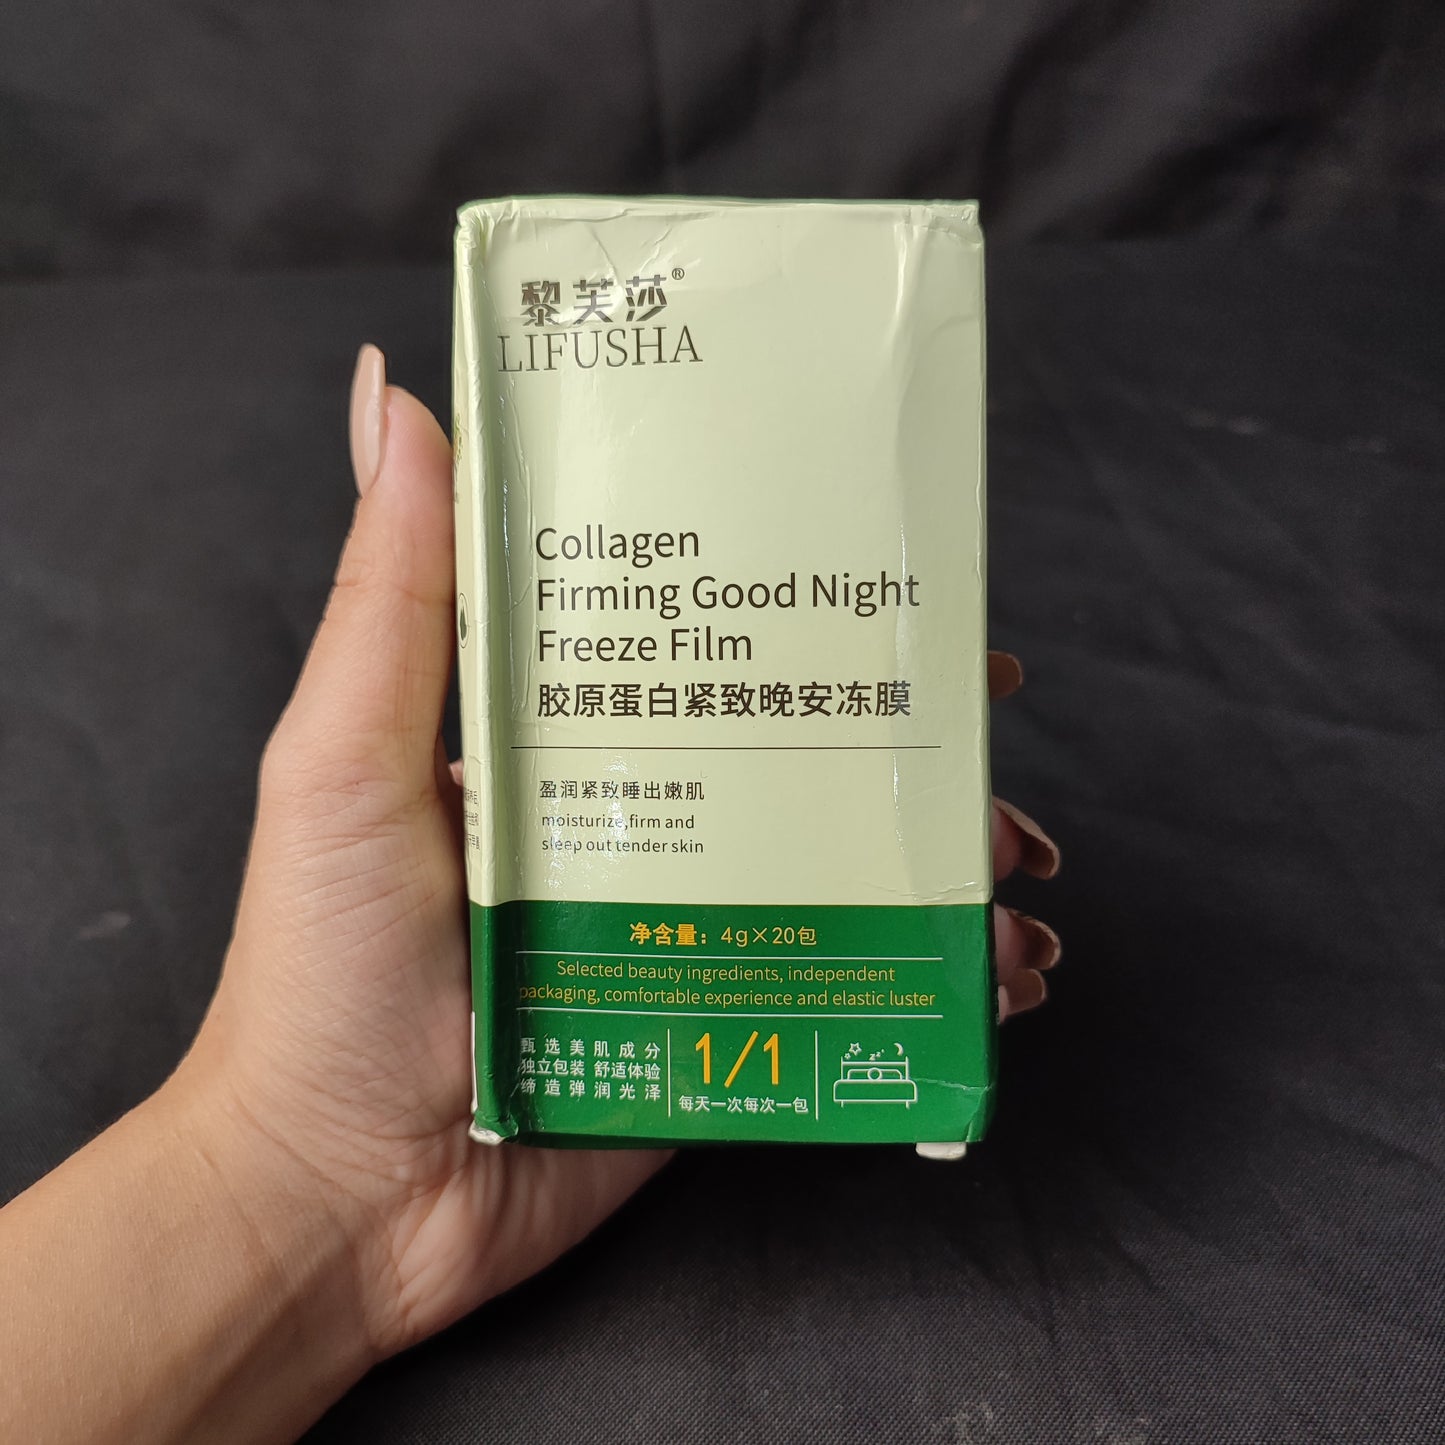 黎芙莎®
LIFUSHA
Collagen
Firming Good Night
Freeze Film
胶原蛋白紧致晚安冻膜
盈润紧致睡出嫩肌
moisturize,firm and
sleep out tender skin
净含量：4g×20包
Selected beauty ingredients, independent
packaging, comfortable experience and elastic luster
甄选美肌成分
独立包装 舒适体验
缔造弹润光泽
1/1
每天一次每次一包